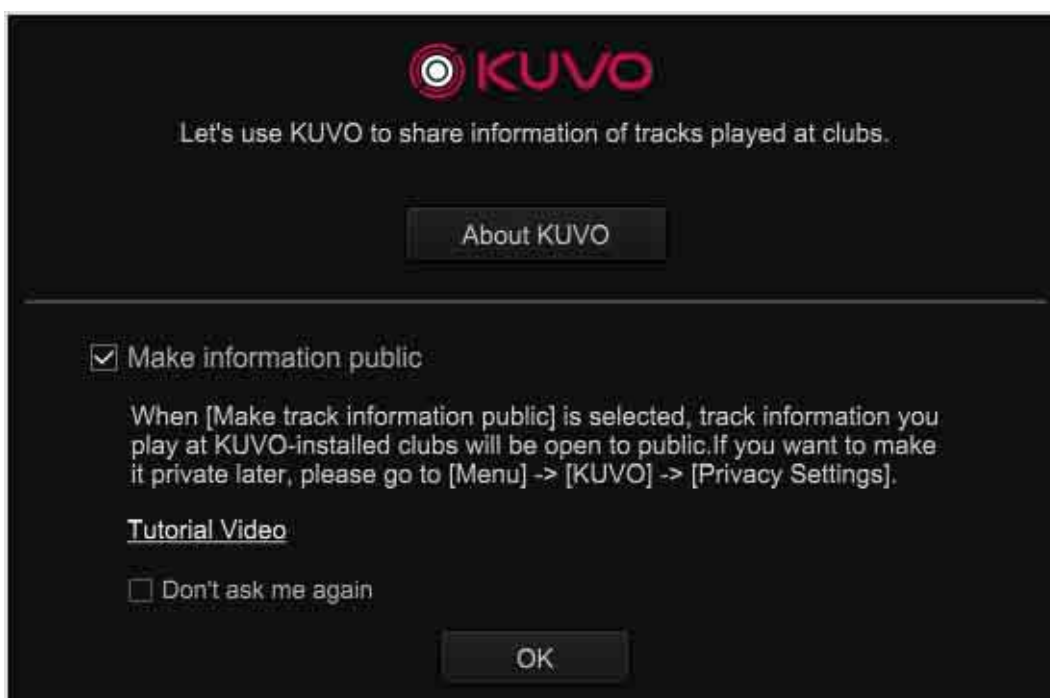 KUVO
Let's use KUVO to share information of tracks played at clubs.
About KUVO
Make information public
When [Make track information public] is selected, track information you
play at KUVO-installed clubs will be open to public.If you want to make
it private later, please go to [Menu] -> [KUVO] -> [Privacy Settings].
Tutorial Video
Don't ask me again
OK